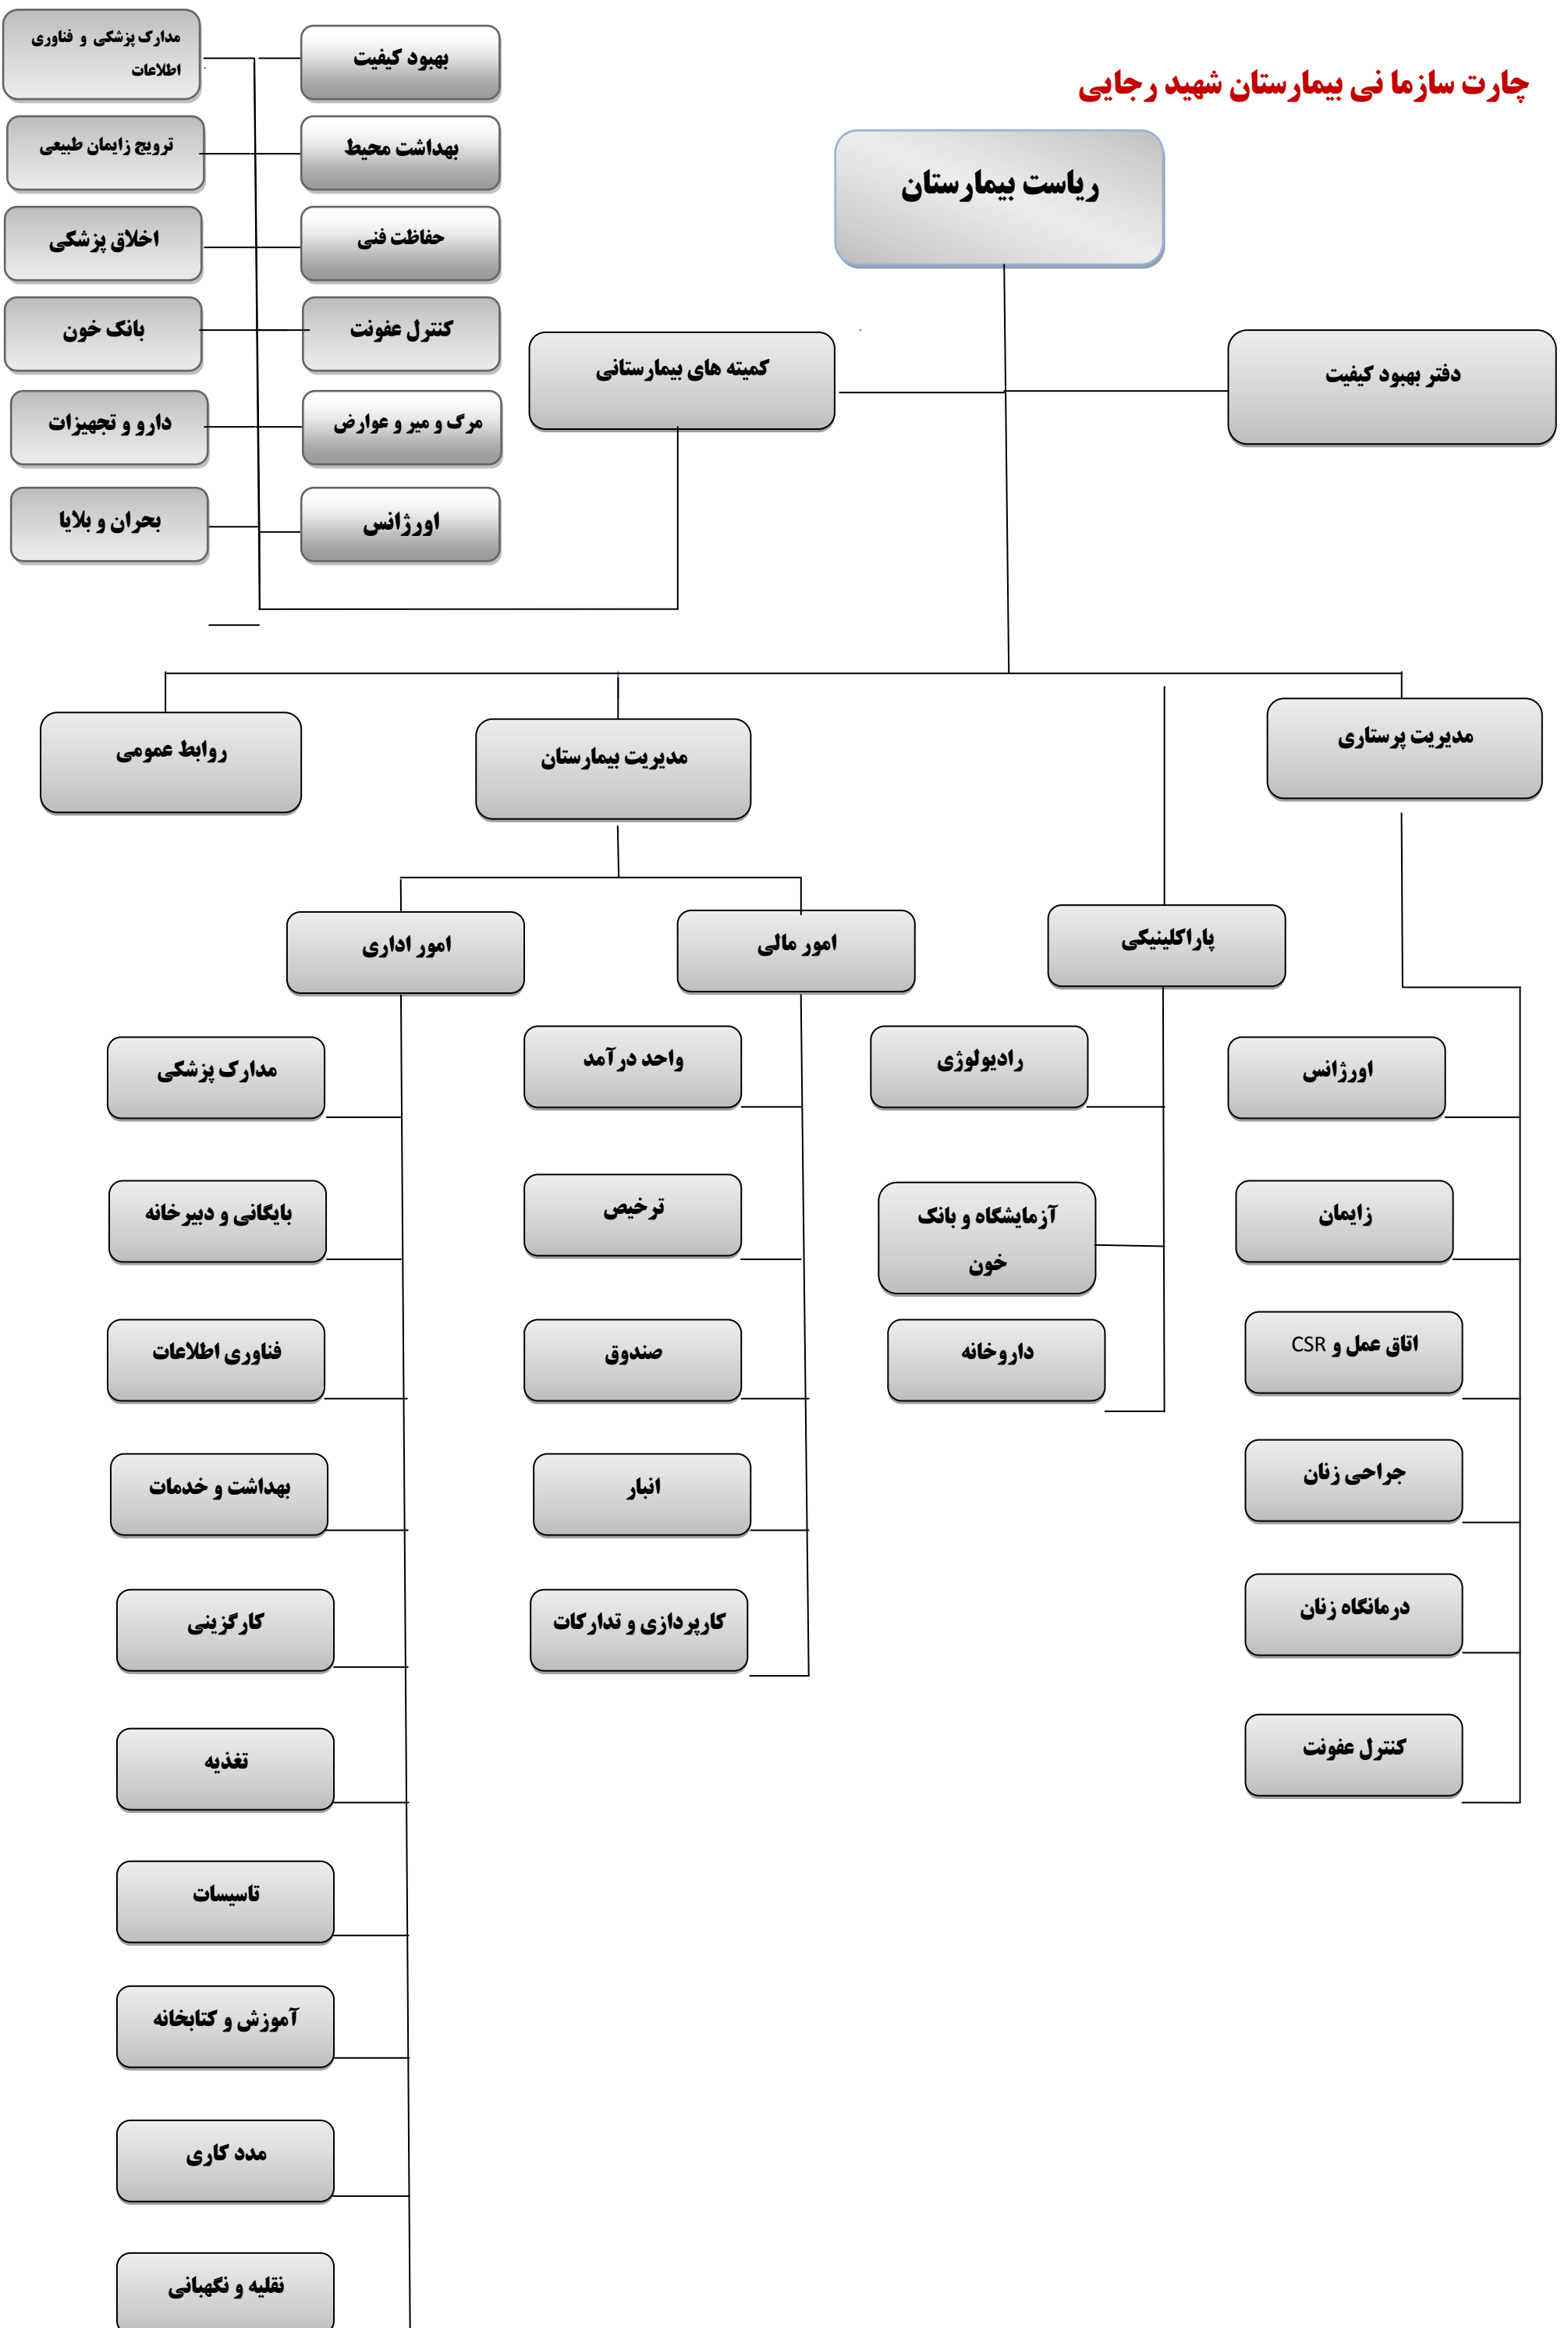 چارت سازما نی بیمارستان شهید رجایی
ریاست بیمارستان
دفتر بهبود کیفیت
کمیته های بیمارستانی
بهبود کیفیت
مدارک پزشکی و فناوری
اطلاعات
بهداشت محیط
ترویج زایمان طبیعی
حفاظت فنی
اخلاق پزشکی
کنترل عفونت
بانک خون
مرگ و میر و عوارض
دارو و تجهیزات
اورژانس
بحران و بلایا
مدیریت پرستاری
مدیریت بیمارستان
روابط عمومی
پاراکلینیکی
امور مالی
امور اداری
اورژانس
زایمان
اتاق عمل و CSR
جراحی زنان
درمانگاه زنان
کنترل عفونت
رادیولوژی
آزمایشگاه و بانک
خون
داروخانه
واحد درآمد
ترخیص
صندوق
انبار
کارپردازی و تدارکات
مدارک پزشکی
بایگانی و دبیرخانه
فناوری اطلاعات
بهداشت و خدمات
کارگزینی
تغذیه
تاسیسات
آموزش و کتابخانه
مدد کاری
نقلیه و نگهبانی